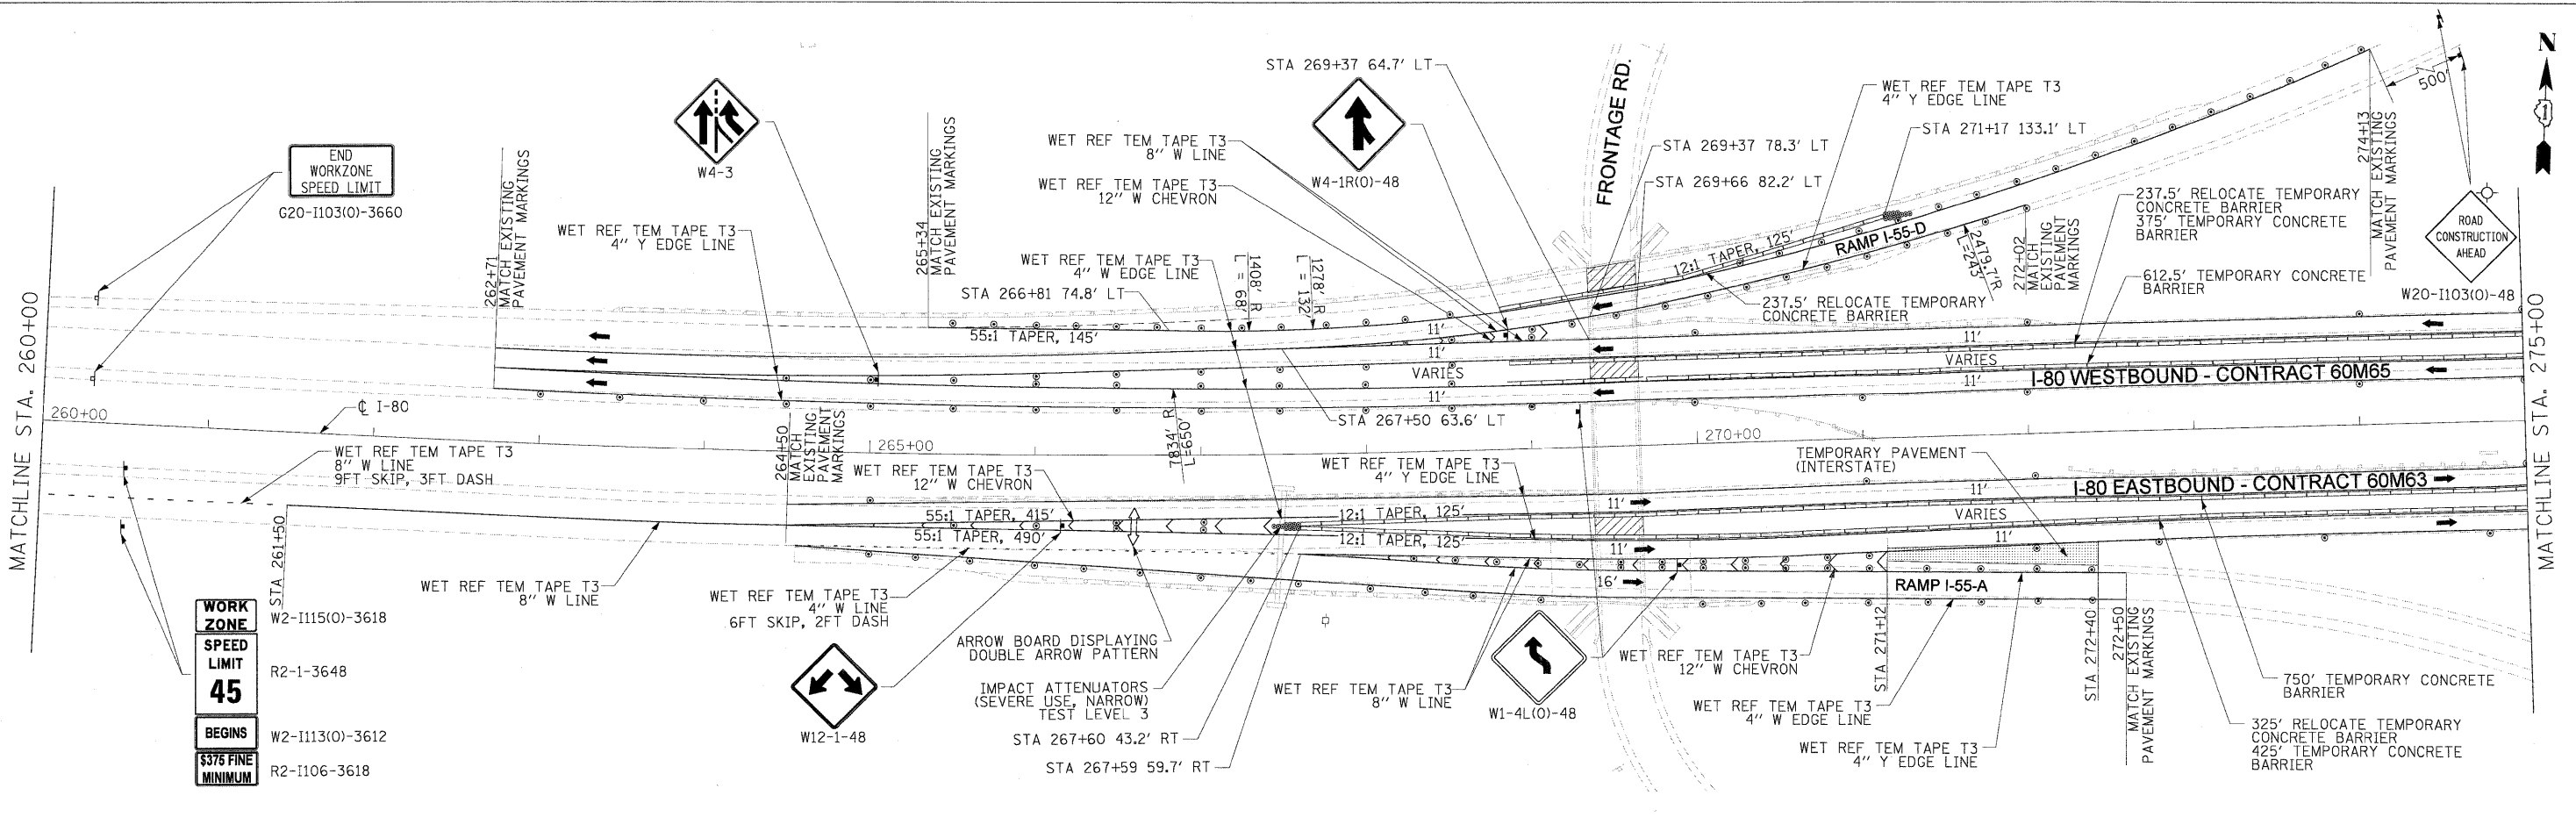 MATCHLINE STA. 260+00
END
WORKZONE
SPEED LIMIT
G20-I103(O)-3660
262+71
MATCH EXISTING
PAVEMENT MARKINGS
W4-3
WET REF TEM TAPE T3
4" Y EDGE LINE
265+34
MATCH EXISTING
PAVEMENT MARKINGS
STA 269+37 64.7' LT
WET REF TEM TAPE T3
8" W LINE
WET REF TEM TAPE T3
12" W CHEVRON
W4-1R(O)-48
WET REF TEM TAPE T3
4" W EDGE LINE
STA 266+81 74.8' LT
1408' R
L = 68'
1278' R
L = 132'
55:1 TAPER, 145'
FRONTAGE RD.
WET REF TEM TAPE T3
4" Y EDGE LINE
STA 271+17 133.1' LT
STA 269+37 78.3' LT
STA 269+66 82.2' LT
12:1 TAPER, 125'
RAMP I-55-D
237.5' RELOCATE TEMPORARY
CONCRETE BARRIER
2479.7'R
L=243'
272+02
MATCH
EXISTING
PAVEMENT
MARKINGS
274+13
MATCH EXISTING
PAVEMENT MARKINGS
500'
N
1
237.5' RELOCATE TEMPORARY
CONCRETE BARRIER
375' TEMPORARY CONCRETE
BARRIER
612.5' TEMPORARY CONCRETE
BARRIER
ROAD
CONSTRUCTION
AHEAD
W20-I103(O)-48
MATCHLINE STA. 275+00
11'
11'
VARIES
11'
11'
VARIES
11'
I-80 WESTBOUND - CONTRACT 60M65
STA 267+50 63.6' LT
260+00
℄ I-80
265+00
270+00
WET REF TEM TAPE T3
8" W LINE
9FT SKIP, 3FT DASH
264+50
MATCH
EXISTING
PAVEMENT
MARKINGS
7834' R
L=650'
WET REF TEM TAPE T3
12" W CHEVRON
WET REF TEM TAPE T3
4" Y EDGE LINE
TEMPORARY PAVEMENT
(INTERSTATE)
55:1 TAPER, 415'
55:1 TAPER, 490'
12:1 TAPER, 125'
12:1 TAPER, 125'
11'
11'
16'
11'
VARIES
11'
I-80 EASTBOUND - CONTRACT 60M63
RAMP I-55-A
STA 261+50
WET REF TEM TAPE T3
8" W LINE
WET REF TEM TAPE T3
4" W LINE
6FT SKIP, 2FT DASH
ARROW BOARD DISPLAYING
DOUBLE ARROW PATTERN
IMPACT ATTENUATORS
(SEVERE USE, NARROW)
TEST LEVEL 3
STA 267+60 43.2' RT
STA 267+59 59.7' RT
W12-1-48
WET REF TEM TAPE T3
8" W LINE
W1-4L(O)-48
WET REF TEM TAPE T3
12" W CHEVRON
WET REF TEM TAPE T3
4" W EDGE LINE
WET REF TEM TAPE T3
4" Y EDGE LINE
STA 271+12
STA 272+40
272+50
MATCH EXISTING
PAVEMENT MARKINGS
750' TEMPORARY CONCRETE
BARRIER
325' RELOCATE TEMPORARY
CONCRETE BARRIER
425' TEMPORARY CONCRETE
BARRIER
WORK
ZONE
W2-I115(O)-3618
SPEED
LIMIT
45
R2-1-3648
BEGINS
W2-I113(O)-3612
$375 FINE
MINIMUM
R2-I106-3618